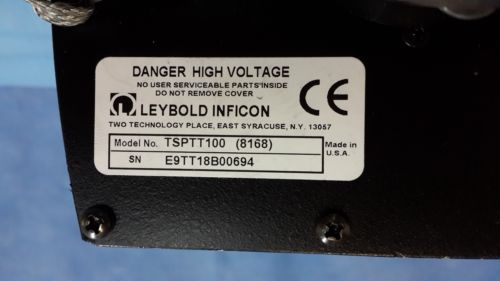 DANGER HIGH VOLTAGE
NO USER SERVICEABLE PARTS INSIDE
DO NOT REMOVE COVER
CE
LEYBOLD INFICON
TWO TECHNOLOGY PLACE, EAST SYRACUSE, N.Y. 13057
Model No. TSPTT100 (8168)
SN E9TT18B00694
Made in
U.S.A.